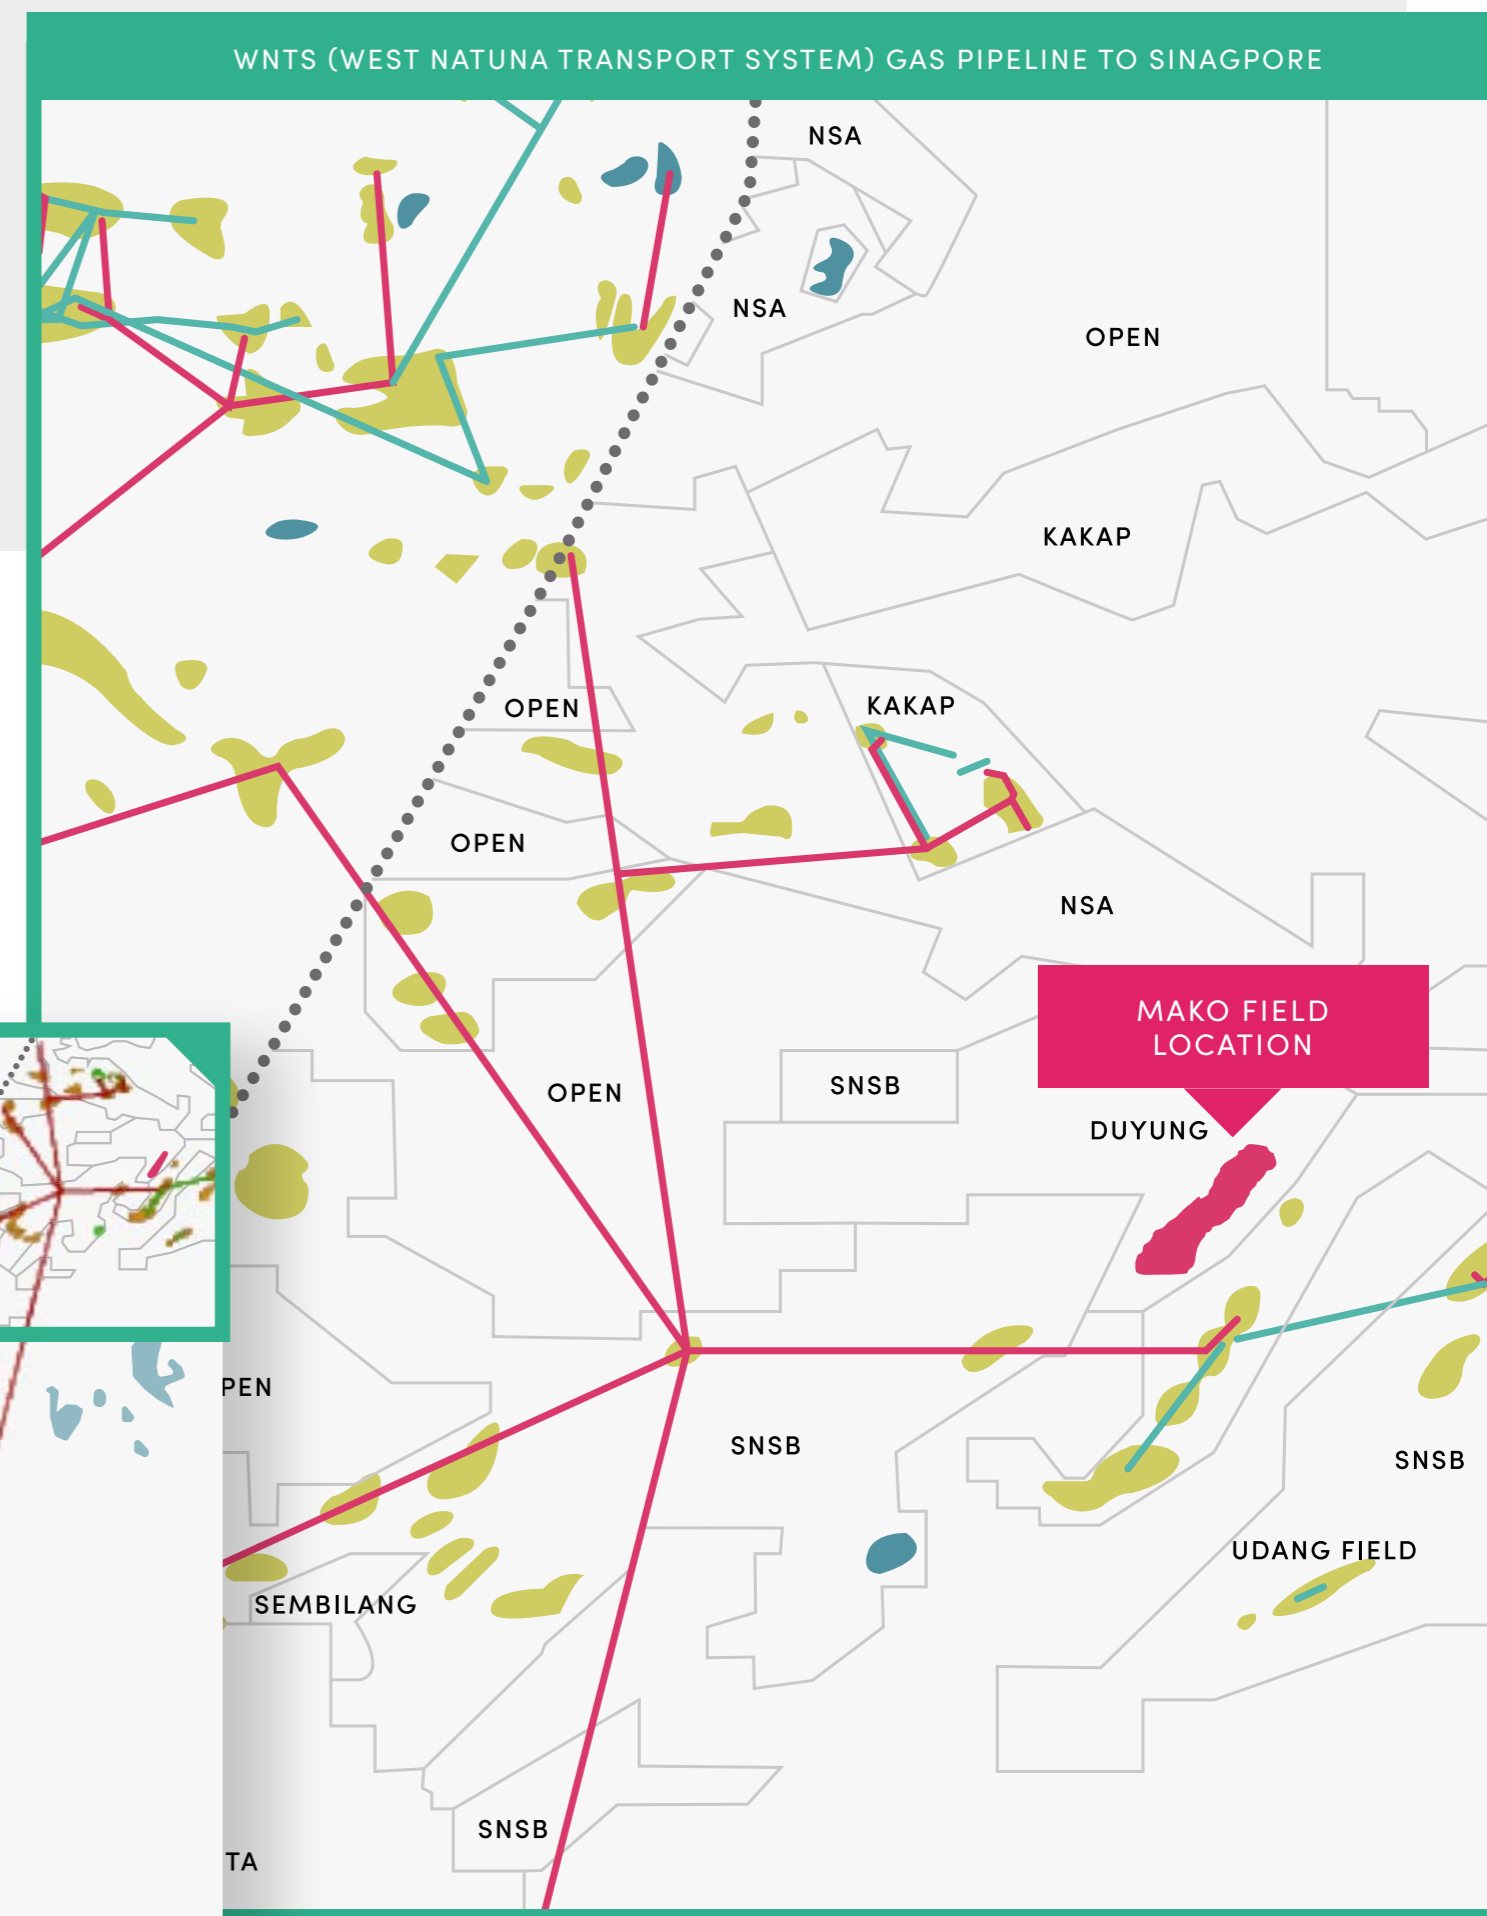 WNTS (WEST NATUNA TRANSPORT SYSTEM) GAS PIPELINE TO SINAGPORE
NSA
NSA
OPEN
KAKAP
OPEN
KAKAP
OPEN
NSA
MAKO FIELD
LOCATION
SNSB
OPEN
DUYUNG
PEN
SNSB
SNSB
UDANG FIELD
SEMBILANG
SNSB
TA